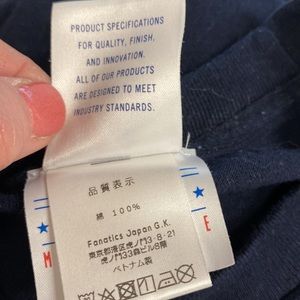 PRODUCT SPECIFICATIONS
FOR QUALITY, FINISH,
AND INNOVATION.
ALL OF OUR PRODUCTS
ARE DESIGNED TO MEET
INDUSTRY STANDARDS.
品質表示
綿 100%
Fanatics Japan G.K.
東京都港区虎ノ門3-8-21
虎ノ門33森ビル8階
ベトナム製
M
E